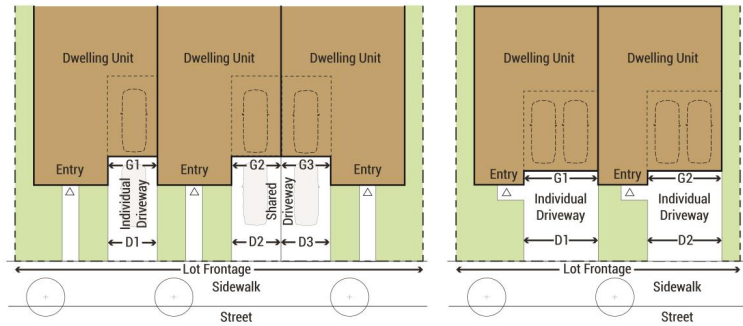 Dwelling Unit
Dwelling Unit
Dwelling Unit
Entry
G1
Entry
G2
G3
Entry
Individual
Driveway
Shared
Driveway
D1
D2
D3
Lot Frontage
Sidewalk
Street
Dwelling Unit
Dwelling Unit
Entry
G1
Entry
G2
Individual
Driveway
Individual
Driveway
D1
D2
Lot Frontage
Sidewalk
Street